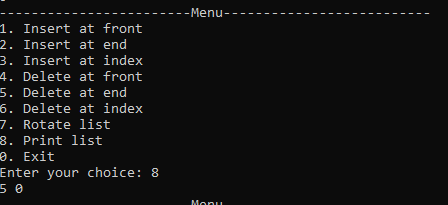 ------------------------Menu--------------------------
1. Insert at front
2. Insert at end
3. Insert at index
4. Delete at front
5. Delete at end
6. Delete at index
7. Rotate list
8. Print list
0. Exit
Enter your choice: 8
5 0
------------------------Menu--------------------------